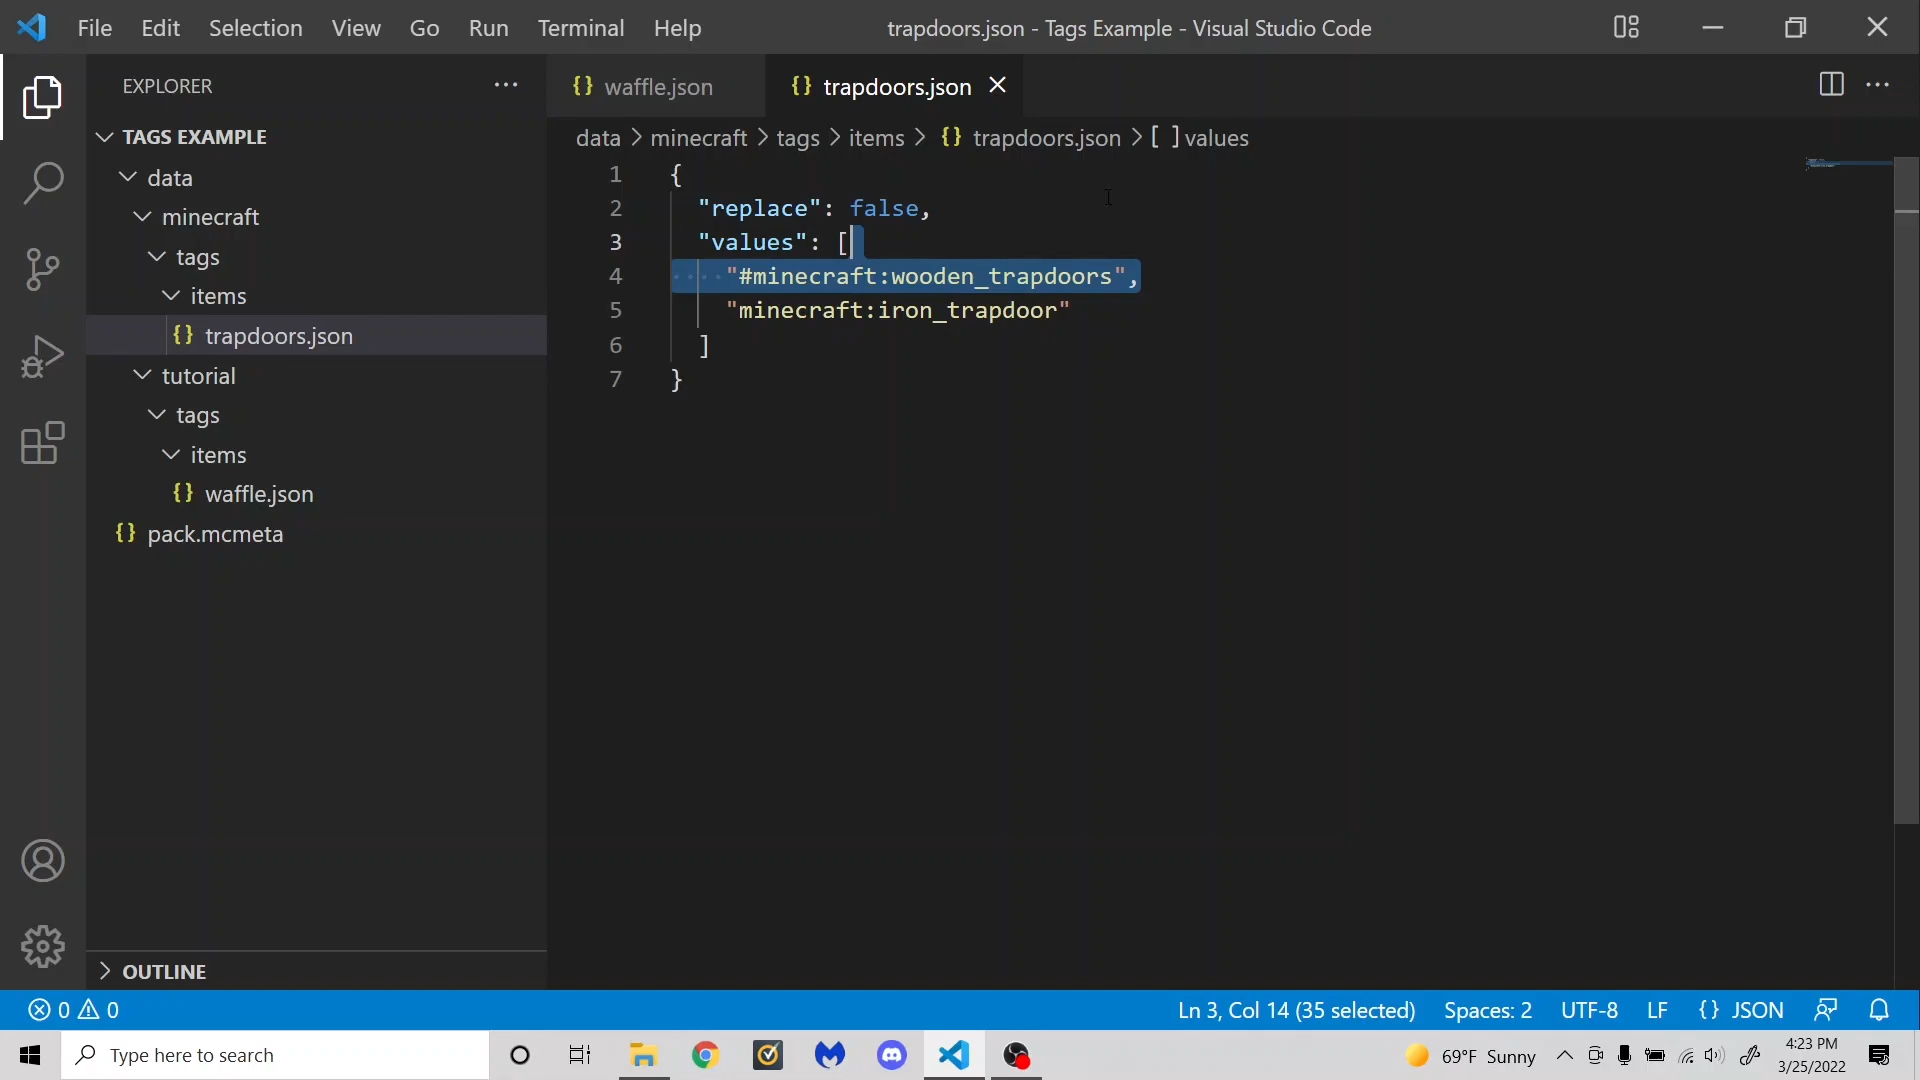 File Edit Selection View Go Run Terminal Help trapdoors.json - Tags Example - Visual Studio Code
EXPLORER
TAGS EXAMPLE
data
minecraft
tags
items
{} trapdoors.json
tutorial
tags
items
{} waffle.json
{} pack.mcmeta
OUTLINE
{} waffle.json {} trapdoors.json
data > minecraft > tags > items > {} trapdoors.json > [ ] values
1 {
2 "replace": false,
3 "values": [
4 "#minecraft:wooden_trapdoors",
5 "minecraft:iron_trapdoor"
6 ]
7 }
0 0 Ln 3, Col 14 (35 selected) Spaces: 2 UTF-8 LF {} JSON
Type here to search 69°F Sunny 4:23 PM
3/25/2022